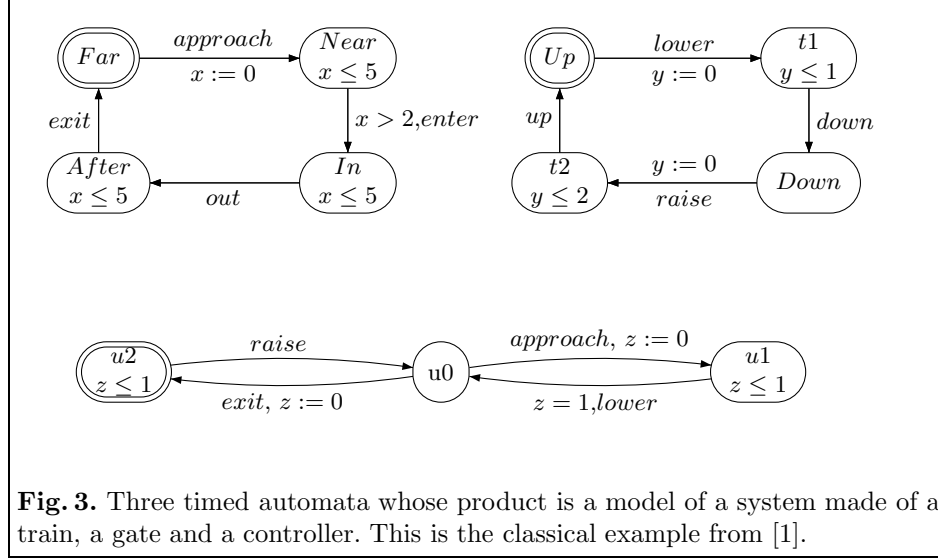 Far
approach
x := 0
Near
x ≤ 5
exit
x > 2,enter
After
x ≤ 5
out
In
x ≤ 5
Up
lower
y := 0
t1
y ≤ 1
up
down
t2
y ≤ 2
y := 0
raise
Down
u2
z ≤ 1
raise
exit, z := 0
u0
approach, z := 0
z = 1,lower
u1
z ≤ 1
Fig. 3. Three timed automata whose product is a model of a system made of a
train, a gate and a controller. This is the classical example from [1].